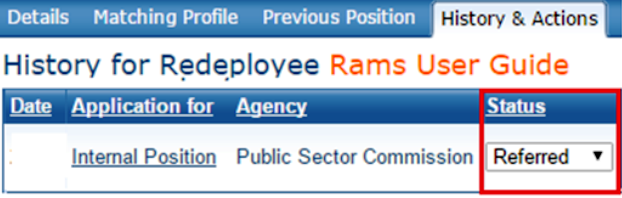 Details Matching Profile Previous Position History & Actions
History for Redeployee Rams User Guide
Date Application for Agency Status
Internal Position Public Sector Commission Referred